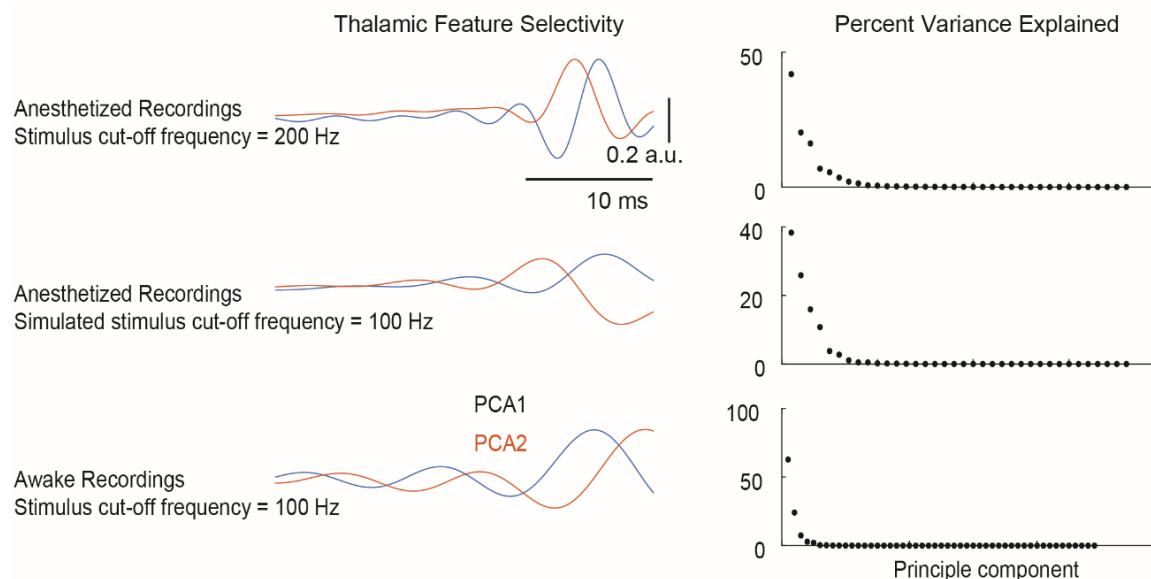 Thalamic Feature Selectivity
Percent Variance Explained
Anesthetized Recordings
Stimulus cut-off frequency = 200 Hz
0.2 a.u.
10 ms
50
0
Anesthetized Recordings
Simulated stimulus cut-off frequency = 100 Hz
40
20
0
PCA1
PCA2
Awake Recordings
Stimulus cut-off frequency = 100 Hz
100
50
0
Principle component